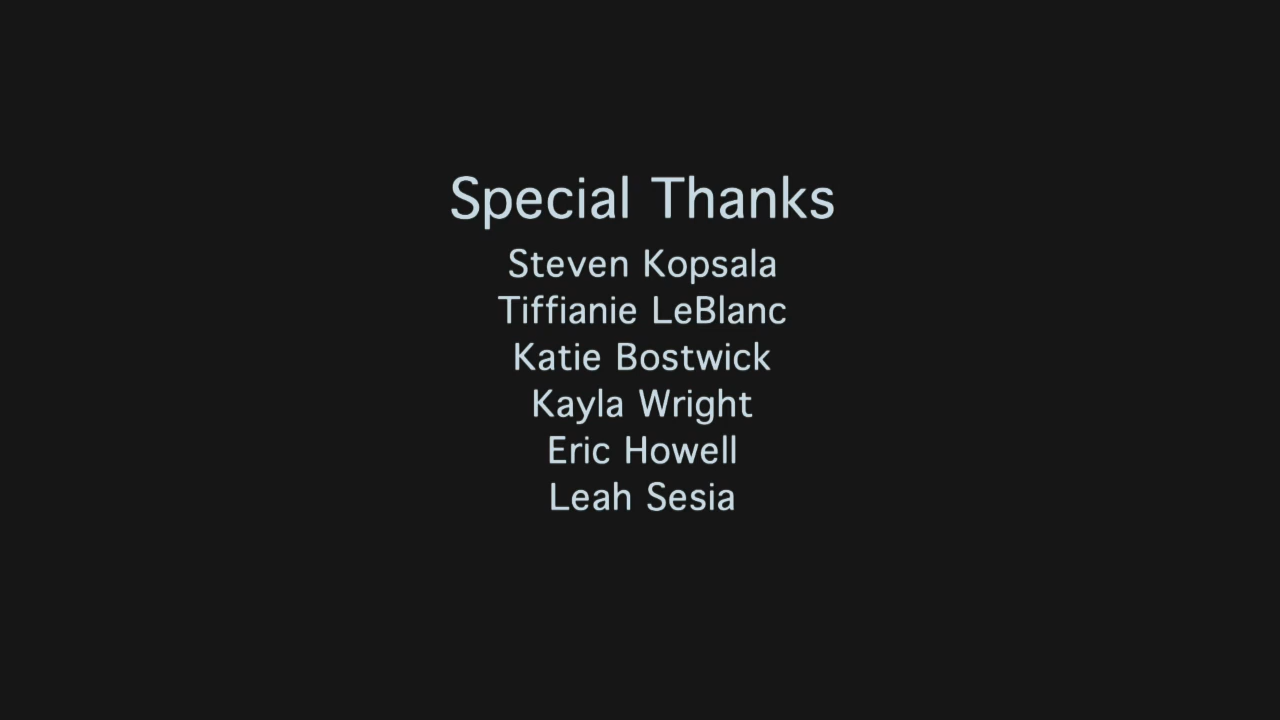 Special Thanks
Steven Kopsala
Tiffianie LeBlanc
Katie Bostwick
Kayla Wright
Eric Howell
Leah Sesia